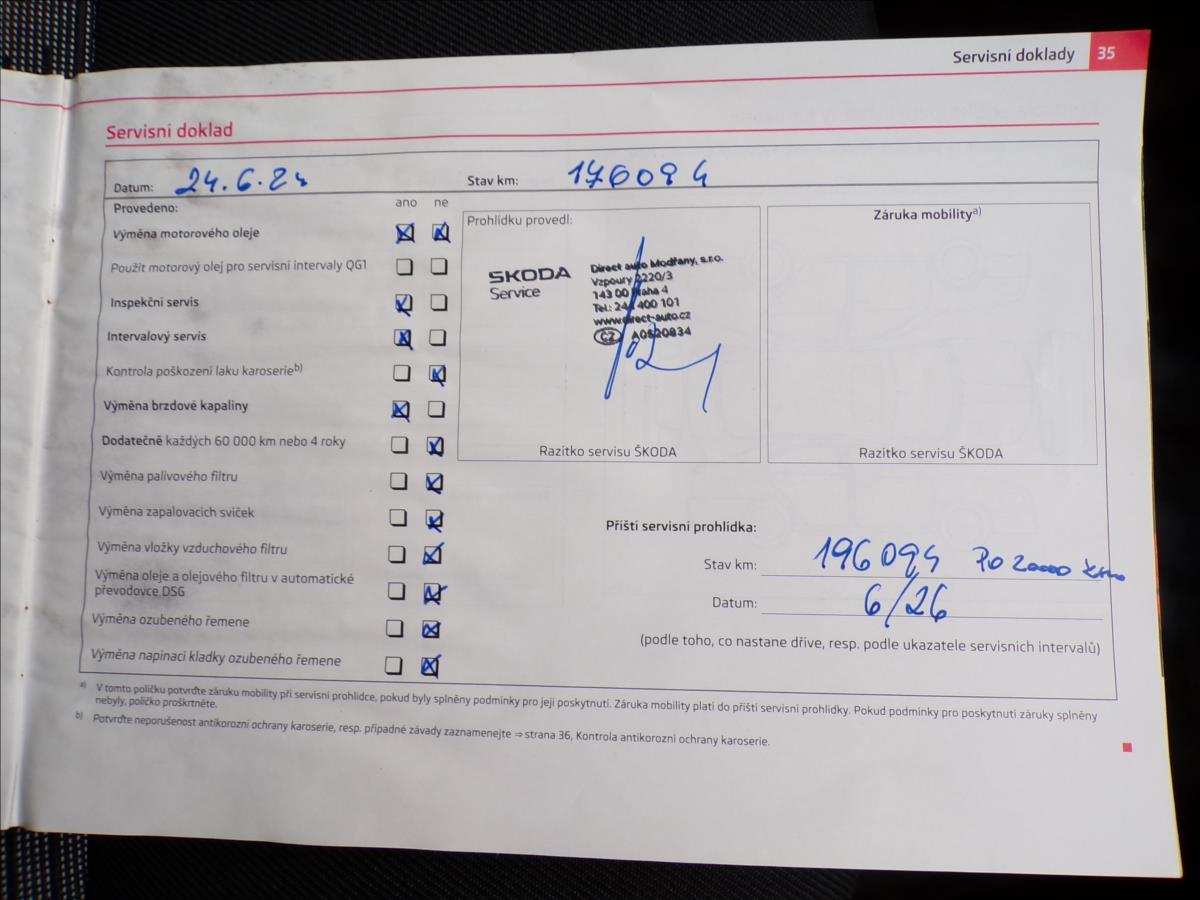 Servisní doklady 35
Servisní doklad
Datum: 24.6.24 Stav km: 176094
Provedeno: ano ne
Výměna motorového oleje
Použit motorový olej pro servisní intervaly QG1
Inspekční servis
Intervalový servis
Kontrola poškození laku karoserie b)
Výměna brzdové kapaliny
Dodatečně každých 60 000 km nebo 4 roky
Výměna palivového filtru
Výměna zapalovacích svíček
Výměna vložky vzduchového filtru
Výměna oleje a olejového filtru v automatické
převodovce DSG
Výměna ozubeného řemene
Výměna napínací kladky ozubeného řemene
Prohlídku provedl:
ŠKODA
Service
Direct auto Modřany, s.r.o.
Vzpoury 2220/3
143 00 Praha 4
Tel.: 244 400 101
www.direct-auto.cz
CZ A0520834
Razítko servisu ŠKODA
Záruka mobility a)
Razítko servisu ŠKODA
Příští servisní prohlídka:
Stav km: 196094 Po 20000 km
Datum: 6/26
(podle toho, co nastane dříve, resp. podle ukazatele servisních intervalů)
a) V tomto políčku potvrďte záruku mobility při servisní prohlídce, pokud byly splněny podmínky pro její poskytnutí. Záruka mobility platí do příští servisní prohlídky. Pokud podmínky pro poskytnutí záruky splněny
nebyly, políčko proškrtněte.
b) Potvrďte neporušenost antikorozní ochrany karoserie, resp. případné závady zaznamenejte ⇒ strana 36, Kontrola antikorozní ochrany karoserie.